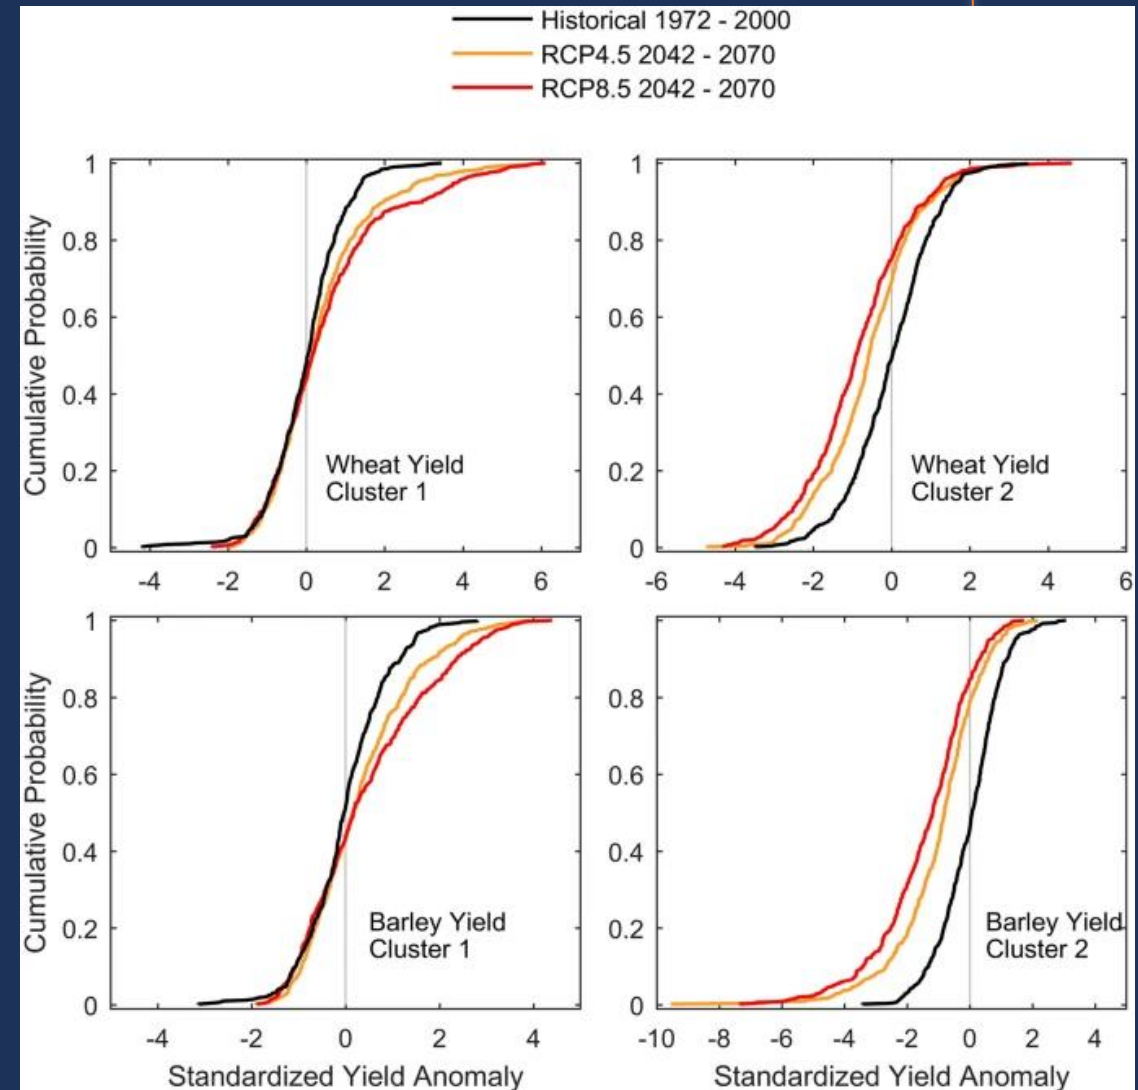 Historical 1972 - 2000
RCP4.5 2042 - 2070
RCP8.5 2042 - 2070
Cumulative Probability
1
0.8
0.6
0.4
0.2
0
Wheat Yield
Cluster 1
-4 -2 0 2 4 6
1
0.8
0.6
0.4
0.2
0
Wheat Yield
Cluster 2
-6 -4 -2 0 2 4 6
Cumulative Probability
1
0.8
0.6
0.4
0.2
0
Barley Yield
Cluster 1
-4 -2 0 2 4
Standardized Yield Anomaly
1
0.8
0.6
0.4
0.2
0
Barley Yield
Cluster 2
-10 -8 -6 -4 -2 0 2 4
Standardized Yield Anomaly